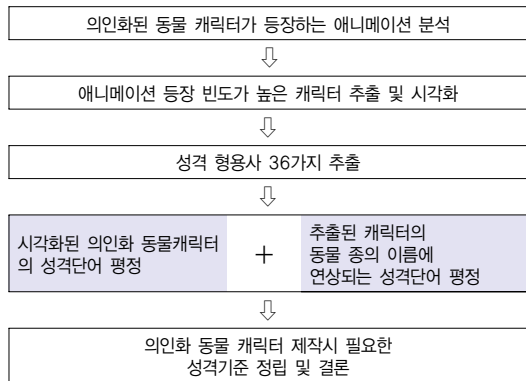 의인화된 동물 캐릭터가 등장하는 애니메이션 분석
⇩
애니메이션 등장 빈도가 높은 캐릭터 추출 및 시각화
⇩
성격 형용사 36가지 추출
⇩
시각화된 의인화 동물캐릭터
의 성격단어 평정
+
추출된 캐릭터의
동물 종의 이름에
연상되는 성격단어 평정
⇩
의인화 동물 캐릭터 제작시 필요한
성격기준 정립 및 결론